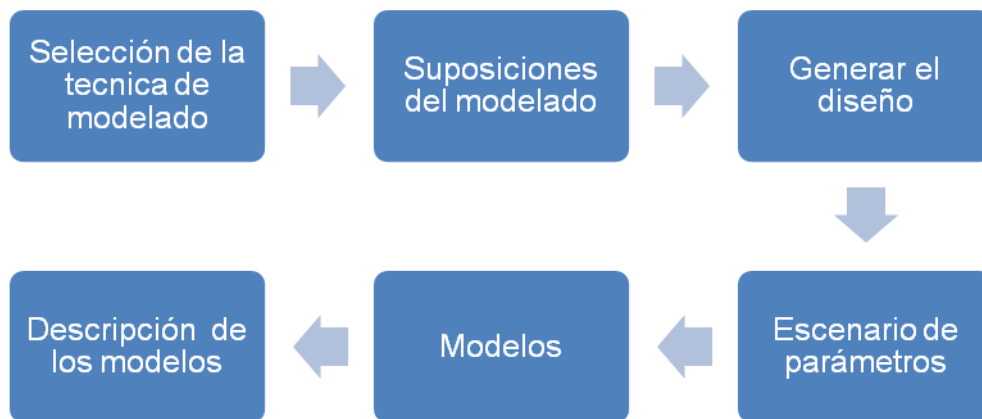 Selección de la
tecnica de
modelado
Suposiciones
del modelado
Generar el
diseño
Escenario de
parámetros
Modelos
Descripción de
los modelos